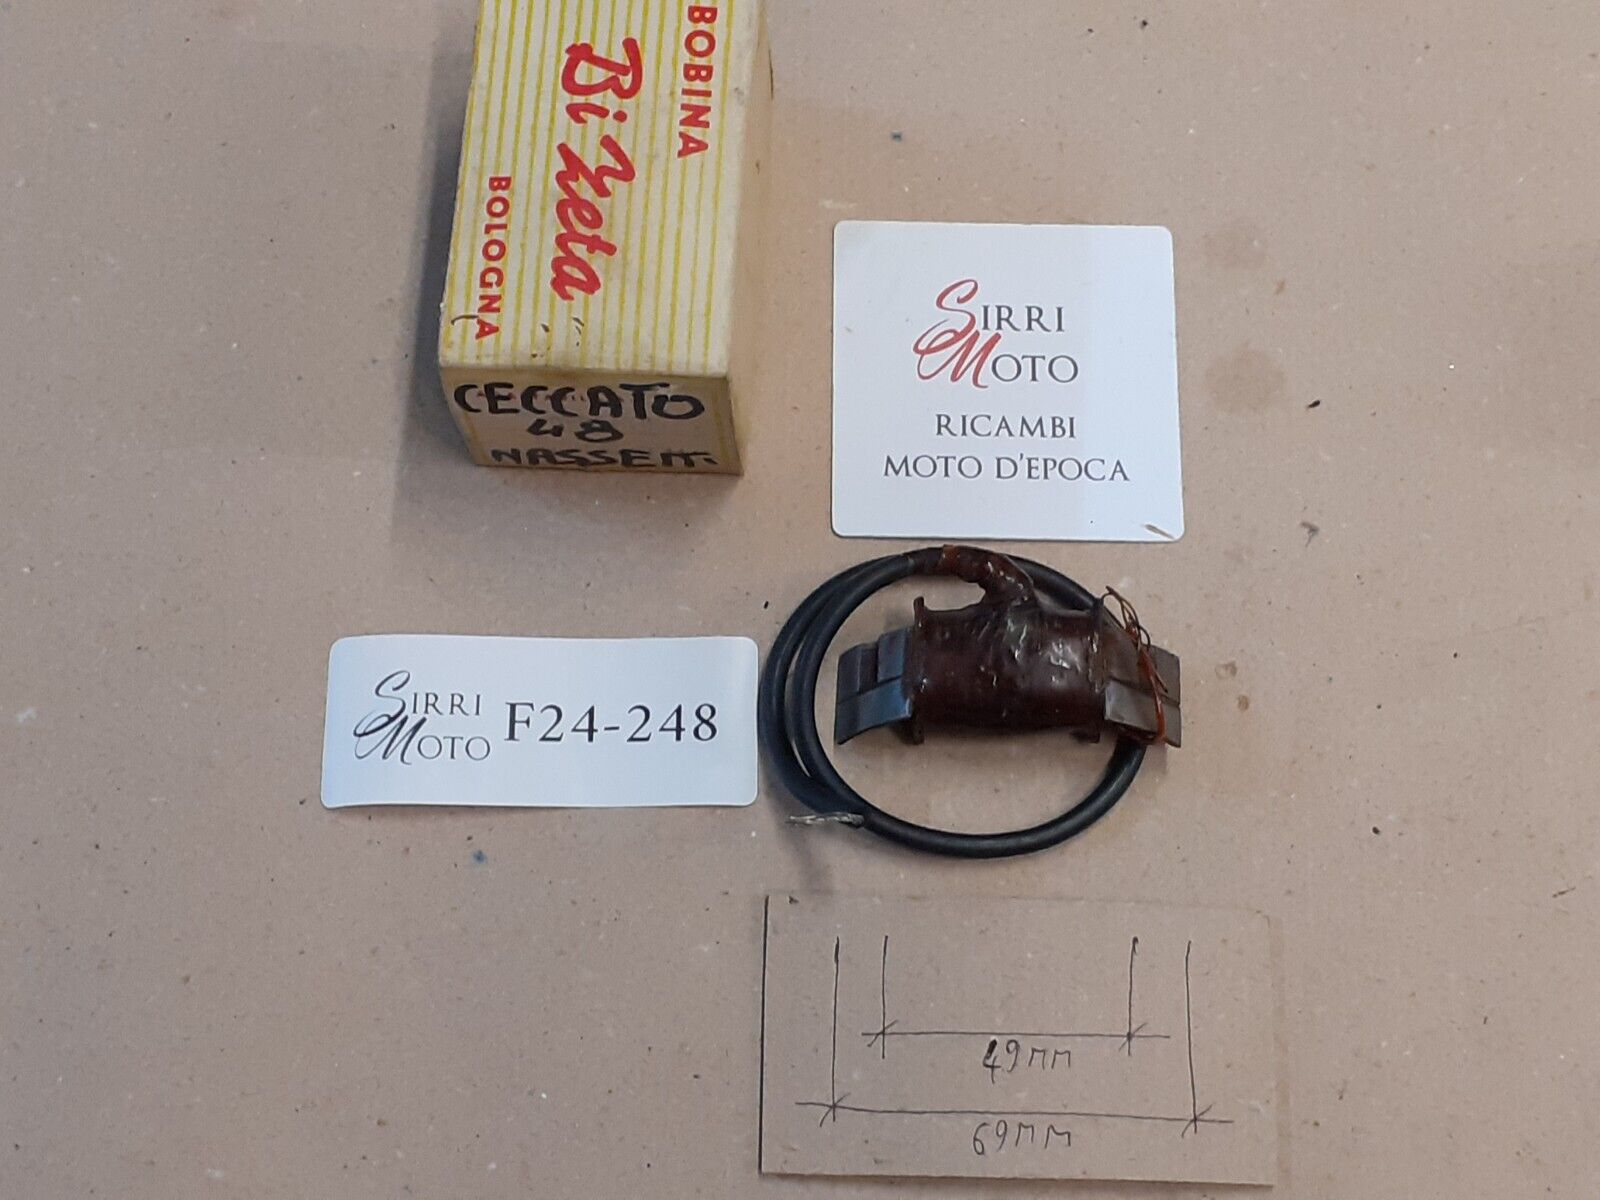 BOBINA
Bi Zeta
BOLOGNA
CECCATO
48
NASSETTI
SIRRI
MOTO
RICAMBI
MOTO D'EPOCA
SIRRI
MOTO
F24-248
49mm
69mm